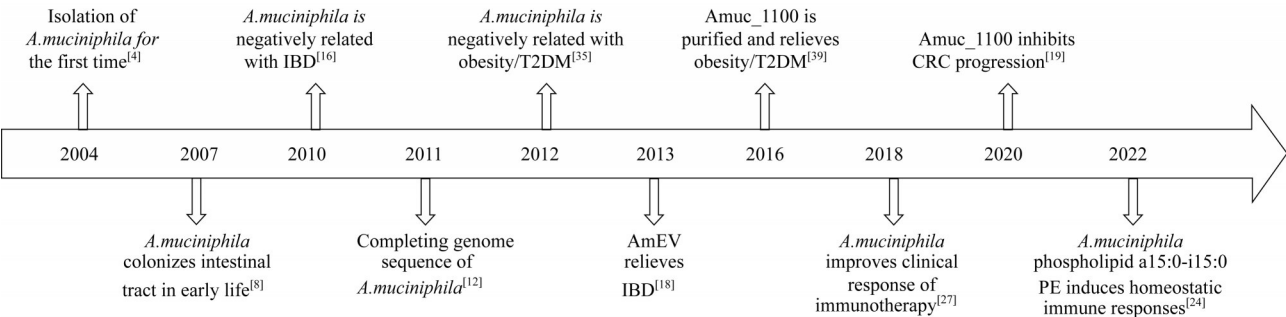 Isolation of
A.muciniphila for
the first time[4]
A.muciniphila is
negatively related
with IBD[16]
A.muciniphila is
negatively related with
obesity/T2DM[35]
Amuc_1100 is
purified and relieves
obesity/T2DM[39]
Amuc_1100 inhibits
CRC progression[19]
2004 2007 2010 2011 2012 2013 2016 2018 2020 2022
A.muciniphila
colonizes intestinal
tract in early life[8]
Completing genome
sequence of
A.muciniphila[12]
AmEV
relieves
IBD[18]
A.muciniphila
improves clinical
response of
immunotherapy[27]
A.muciniphila
phospholipid a15:0-i15:0
PE induces homeostatic
immune responses[24]